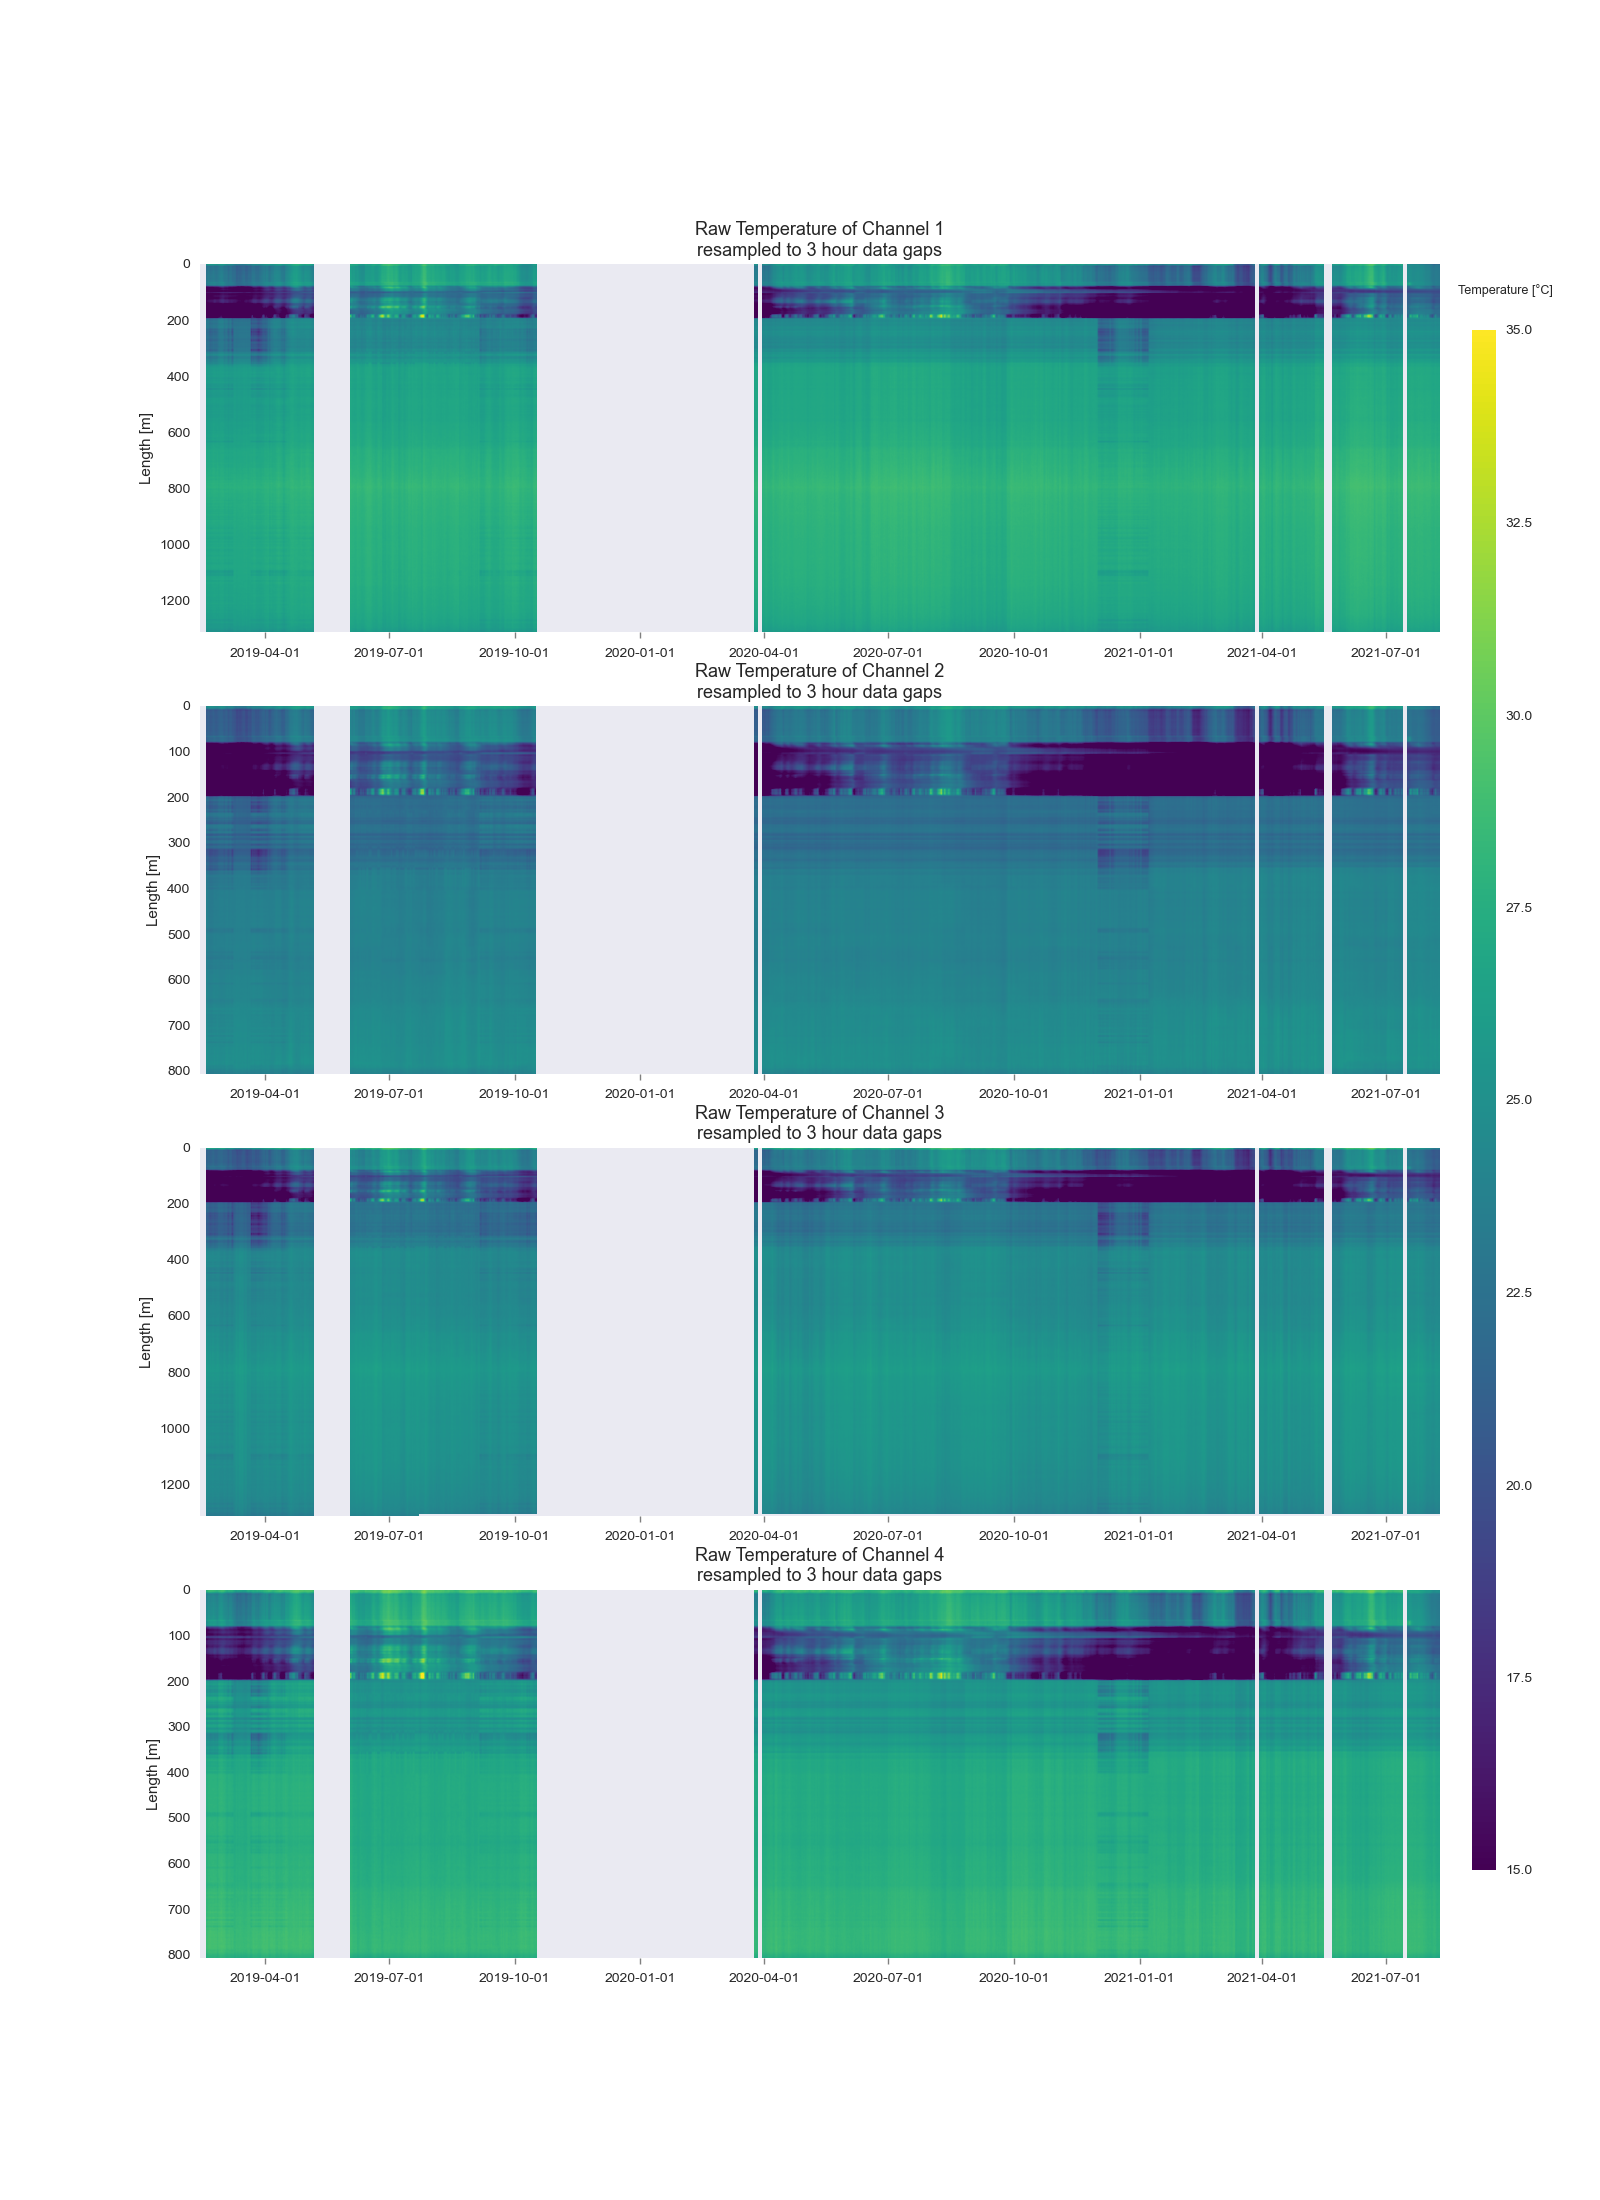 Raw Temperature of Channel 1
resampled to 3 hour data gaps
Length [m]
0
200
400
600
800
1000
1200
2019-04-01 2019-07-01 2019-10-01 2020-01-01 2020-04-01 2020-07-01 2020-10-01 2021-01-01 2021-04-01 2021-07-01
Raw Temperature of Channel 2
resampled to 3 hour data gaps
Length [m]
0
100
200
300
400
500
600
700
800
2019-04-01 2019-07-01 2019-10-01 2020-01-01 2020-04-01 2020-07-01 2020-10-01 2021-01-01 2021-04-01 2021-07-01
Raw Temperature of Channel 3
resampled to 3 hour data gaps
Length [m]
0
200
400
600
800
1000
1200
2019-04-01 2019-07-01 2019-10-01 2020-01-01 2020-04-01 2020-07-01 2020-10-01 2021-01-01 2021-04-01 2021-07-01
Raw Temperature of Channel 4
resampled to 3 hour data gaps
Length [m]
0
100
200
300
400
500
600
700
800
2019-04-01 2019-07-01 2019-10-01 2020-01-01 2020-04-01 2020-07-01 2020-10-01 2021-01-01 2021-04-01 2021-07-01
Temperature [°C]
35.0
32.5
30.0
27.5
25.0
22.5
20.0
17.5
15.0